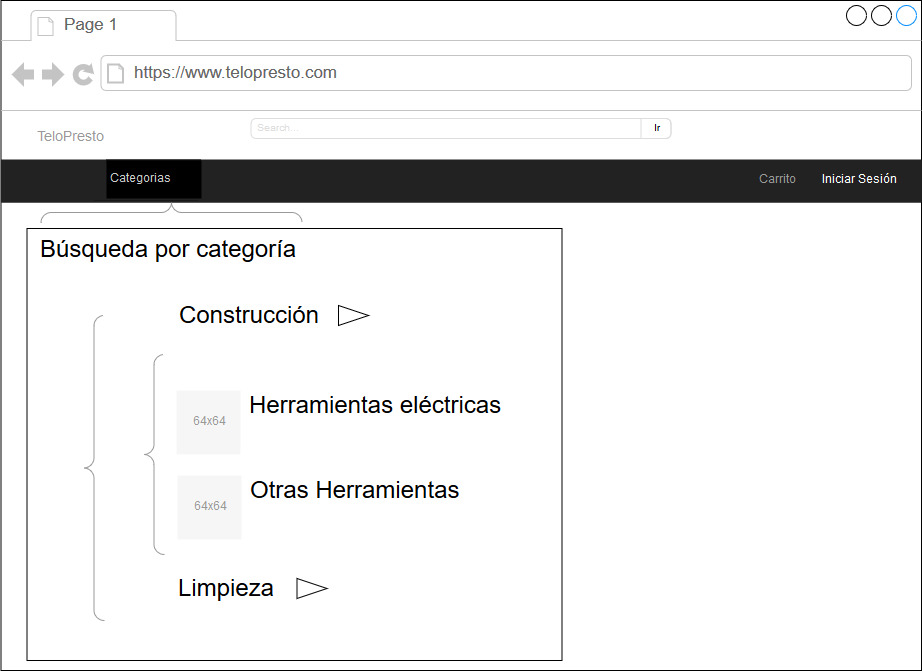 Page 1
https://www.telopresto.com
TeloPresto
Search...
Ir
Categorias
Carrito
Iniciar Sesión
Búsqueda por categoría
Construcción
64x64
Herramientas eléctricas
64x64
Otras Herramientas
Limpieza